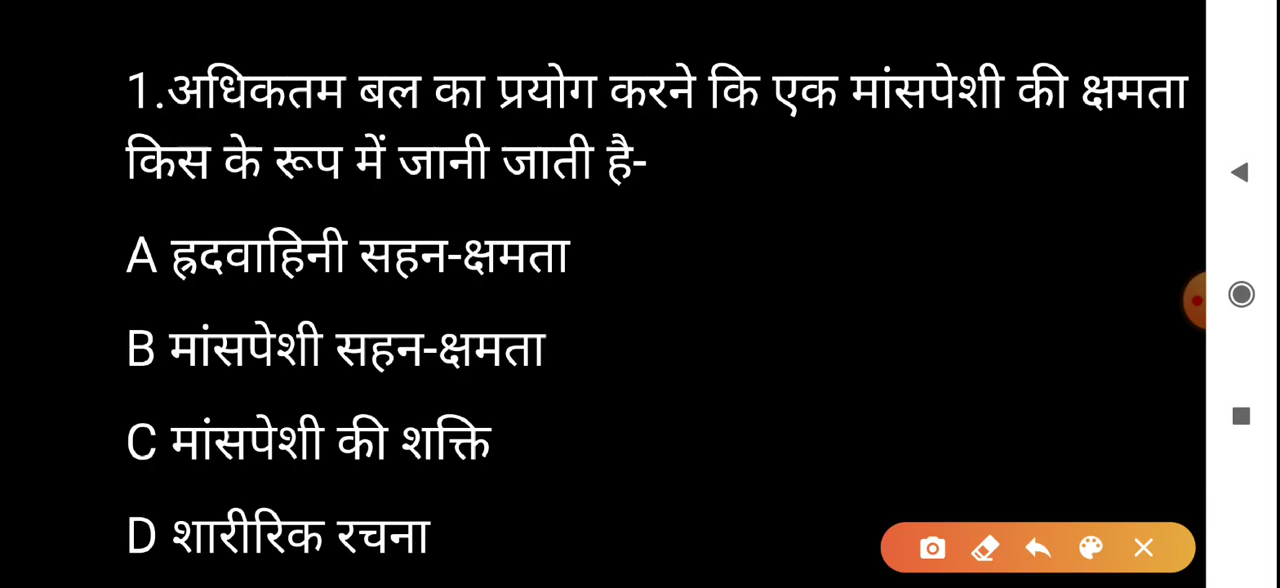 1.अधिकतम बल का प्रयोग करने कि एक मांसपेशी की क्षमता
किस के रूप में जानी जाती है-
A ह्रदवाहिनी सहन-क्षमता
B मांसपेशी सहन-क्षमता
C मांसपेशी की शक्ति
D शारीरिक रचना